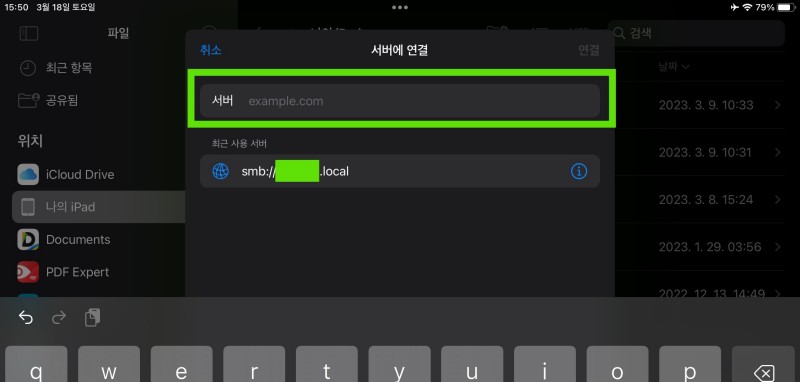 15:50 3월 18일 토요일
79%
파일
검색
취소
서버에 연결
연결
최근 항목
날짜
서버 example.com
공유됨
2023. 3. 9. 10:33
위치
최근 사용 서버
2023. 3. 9. 10:31
iCloud Drive
smb://
.local
나의 iPad
2023. 3. 8. 15:24
Documents
2023. 1. 29. 03:56
PDF Expert
2022. 12. 13. 14:49
q w e r t y u i o p